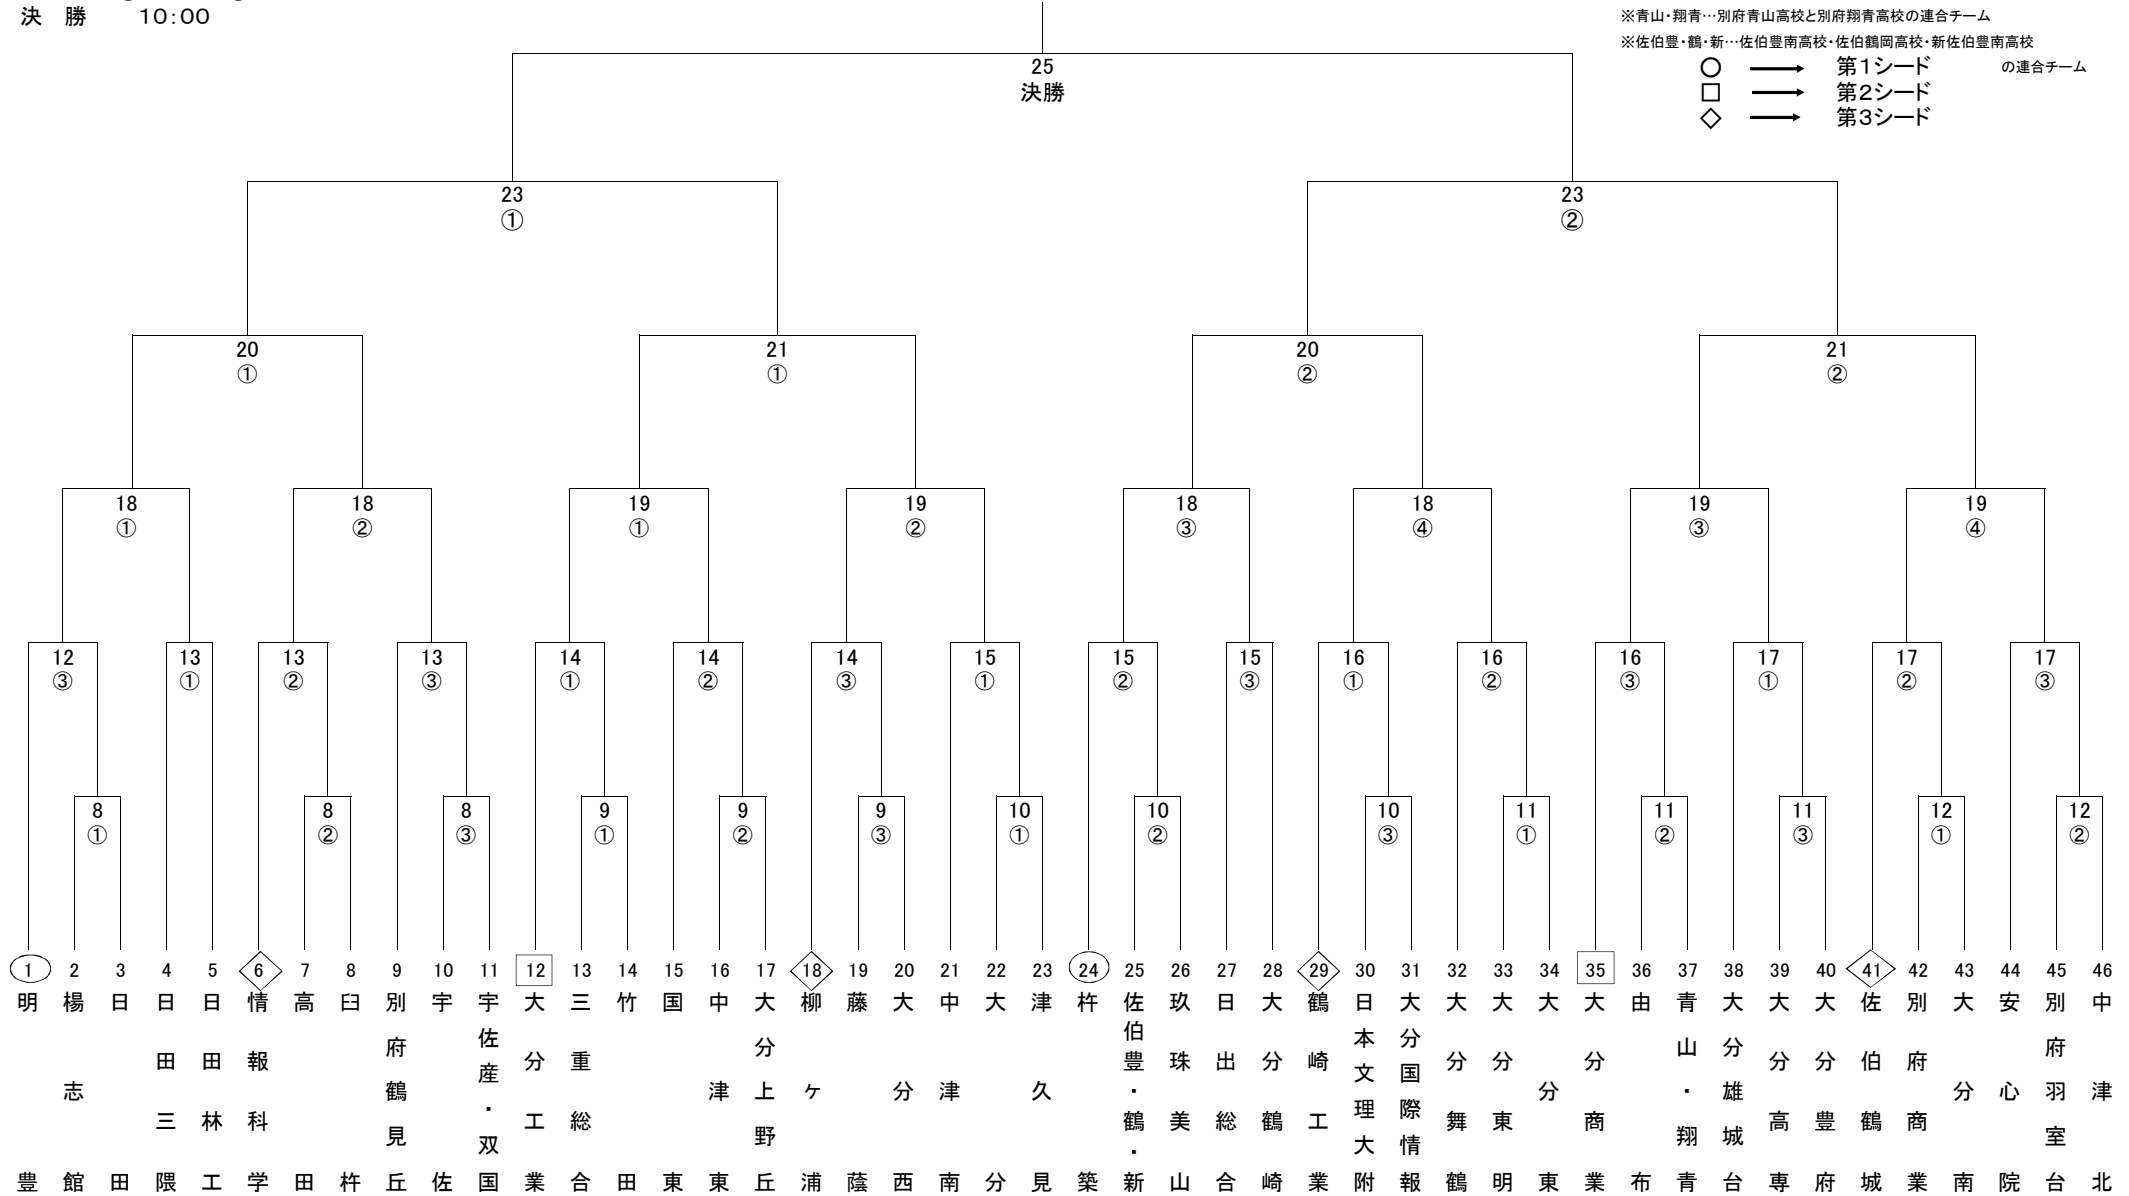 決 勝 10:00
※青山・翔青…別府青山高校と別府翔青高校の連合チーム
※佐伯豊・鶴・新…佐伯豊南高校・佐伯鶴岡高校・新佐伯豊南高校
の連合チーム
○ → 第1シード
□ → 第2シード
◇ → 第3シード
25
決勝
23 23
① ②
20 21 20 21
① ① ② ②
18 18 19 19 18 18 19 19
① ② ① ② ③ ④ ③ ④
12 13 13 13 14 14 14 15 15 15 16 16 16 17 17 17
③ ① ② ③ ① ② ③ ① ② ③ ① ② ③ ① ② ③
8 8 8 9 9 9 10 10 10 11 11 11 12 12
① ② ③ ① ② ③ ① ② ③ ① ② ③ ① ②
1 明豊
2 楊志館
3 日田
4 日田三隈
5 日田林工
6 情報科学
7 高田
8 臼杵
9 別府鶴見丘
10 宇佐
11 宇佐産・双国
12 大分工業
13 三重総合
14 竹田
15 国東
16 中津東
17 大分上野丘
18 柳ヶ浦
19 藤蔭
20 大分西
21 中津南
22 大分
23 津久見
24 杵築
25 佐伯豊・鶴・新
26 玖珠美山
27 日出総合
28 大分鶴崎
29 鶴崎工業
30 日本文理大附
31 大分国際情報
32 大分舞鶴
33 大分東明
34 大分東
35 大分商業
36 由布
37 青山・翔青
38 大分雄城台
39 大分高専
40 大分豊府
41 佐伯鶴城
42 別府商業
43 大分南
44 安心院
45 別府羽室台
46 中津北